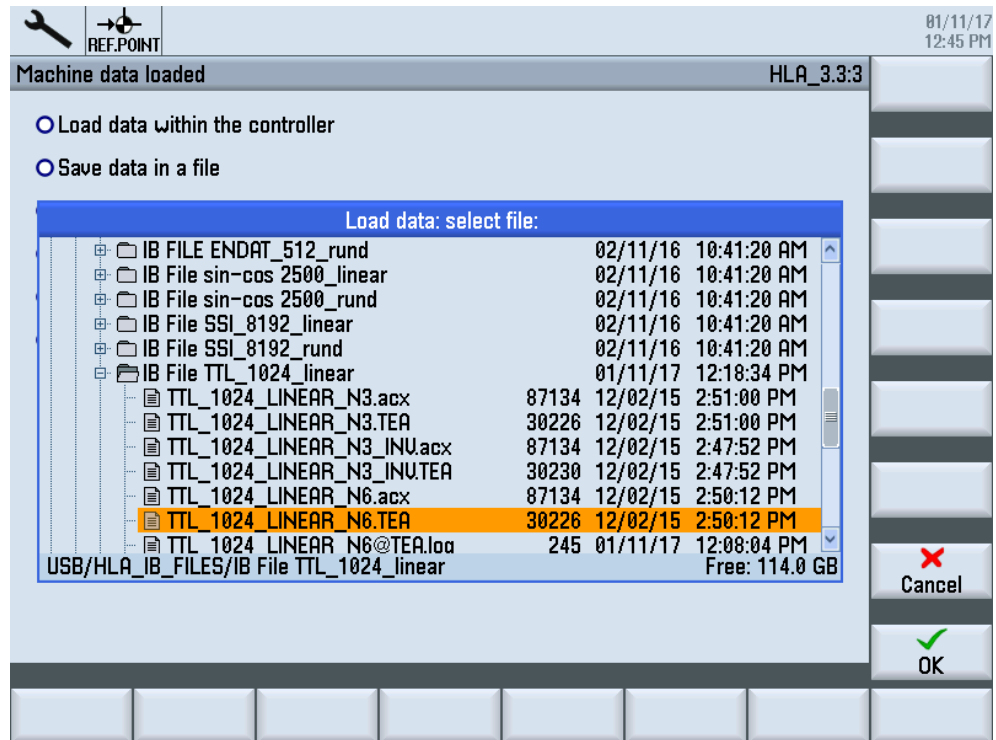 01/11/17
REF.POINT 12:45 PM
Machine data loaded HLA_3.3:3
Load data within the controller
Save data in a file
Load data: select file:
IB FILE ENDAT_512_rund 02/11/16 10:41:20 AM
IB File sin-cos 2500_linear 02/11/16 10:41:20 AM
IB File sin-cos 2500_rund 02/11/16 10:41:20 AM
IB File SSI_8192_linear 02/11/16 10:41:20 AM
IB File SSI_8192_rund 02/11/16 10:41:20 AM
IB File TTL_1024_linear 01/11/17 12:18:34 PM
TTL_1024_LINEAR_N3.acx 87134 12/02/15 2:51:00 PM
TTL_1024_LINEAR_N3.TEA 30226 12/02/15 2:51:00 PM
TTL_1024_LINEAR_N3_INV.acx 87134 12/02/15 2:47:52 PM
TTL_1024_LINEAR_N3_INV.TEA 30230 12/02/15 2:47:52 PM
TTL_1024_LINEAR_N6.acx 87134 12/02/15 2:50:12 PM
TTL_1024_LINEAR_N6.TEA 30226 12/02/15 2:50:12 PM
TTL_1024_LINEAR_N6@TEA.log 245 01/11/17 12:08:04 PM
USB/HLA_IB_FILES/IB File TTL_1024_linear Free: 114.0 GB
Cancel
OK